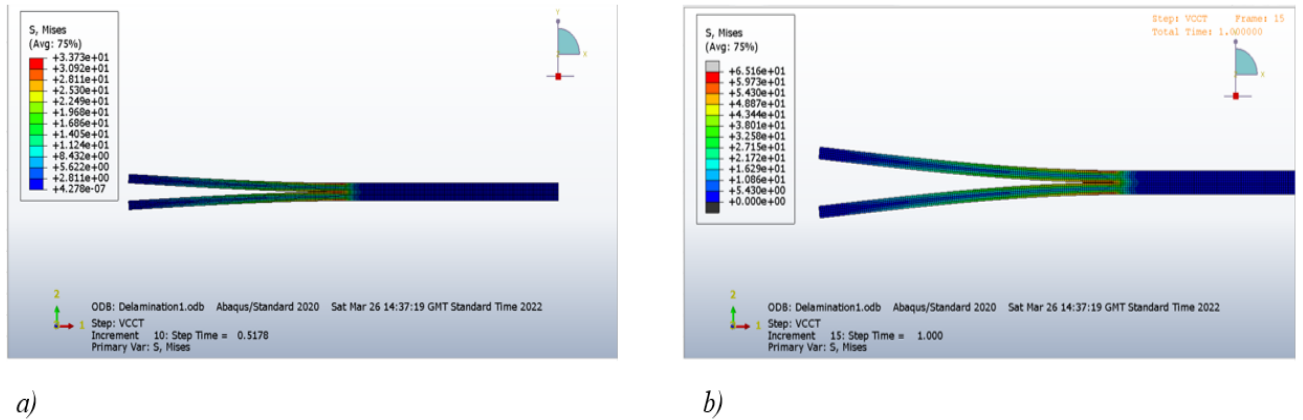 S, Mises
(Avg: 75%)
+3.373e+01
+3.092e+01
+2.811e+01
+2.530e+01
+2.249e+01
+1.968e+01
+1.686e+01
+1.405e+01
+1.124e+01
+8.432e+00
+5.622e+00
+2.811e+00
+4.278e-07
Y
X
2
1
ODB: Delamination1.odb Abaqus/Standard 2020 Sat Mar 26 14:37:19 GMT Standard Time 2022
Step: VCCT
Increment 10: Step Time = 0.5178
Primary Var: S, Mises
a)
S, Mises
(Avg: 75%)
+6.516e+01
+5.973e+01
+5.430e+01
+4.887e+01
+4.344e+01
+3.801e+01
+3.258e+01
+2.715e+01
+2.172e+01
+1.629e+01
+1.086e+01
+5.430e+00
+0.000e+00
Step: VCCT Frame: 15
Total Time: 1.000000
X
2
1
ODB: Delamination1.odb Abaqus/Standard 2020 Sat Mar 26 14:37:19 GMT Standard Time 2022
Step: VCCT
Increment 15: Step Time = 1.000
Primary Var: S, Mises
b)